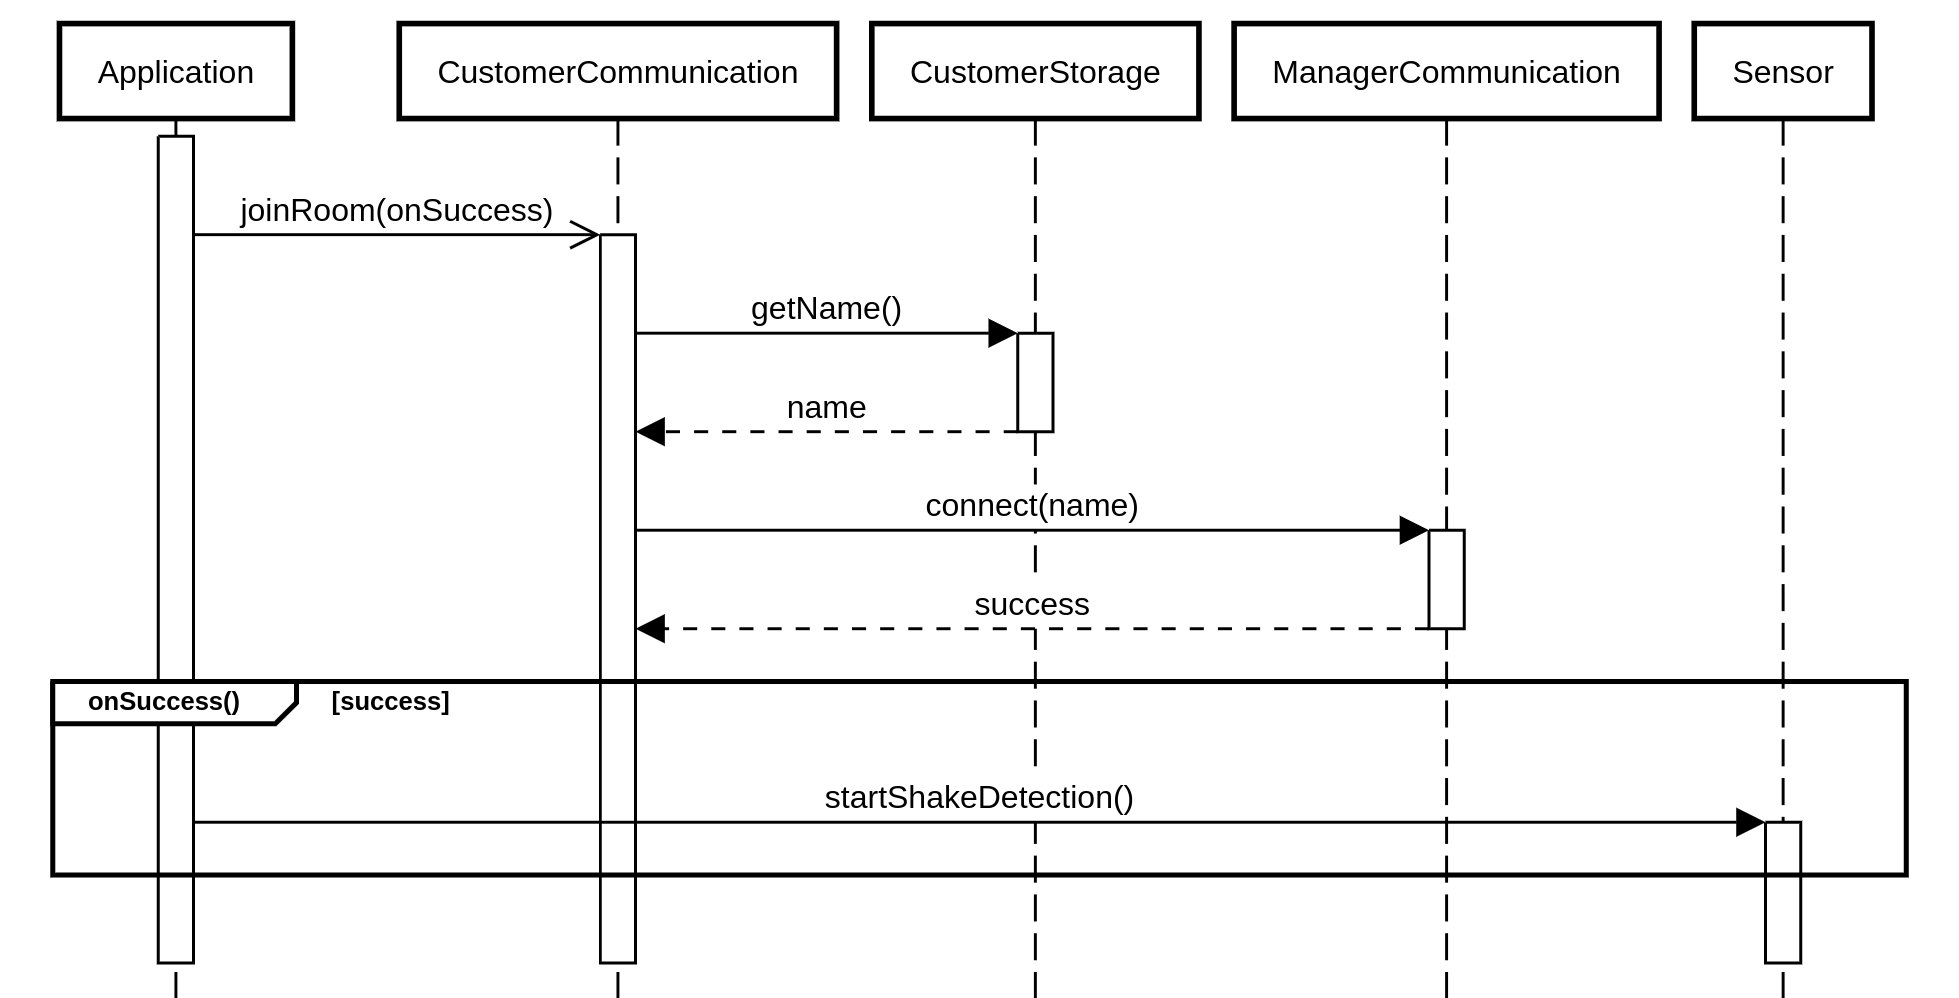 Application
CustomerCommunication
CustomerStorage
ManagerCommunication
Sensor
joinRoom(onSuccess)
getName()
name
connect(name)
success
onSuccess()
[success]
startShakeDetection()